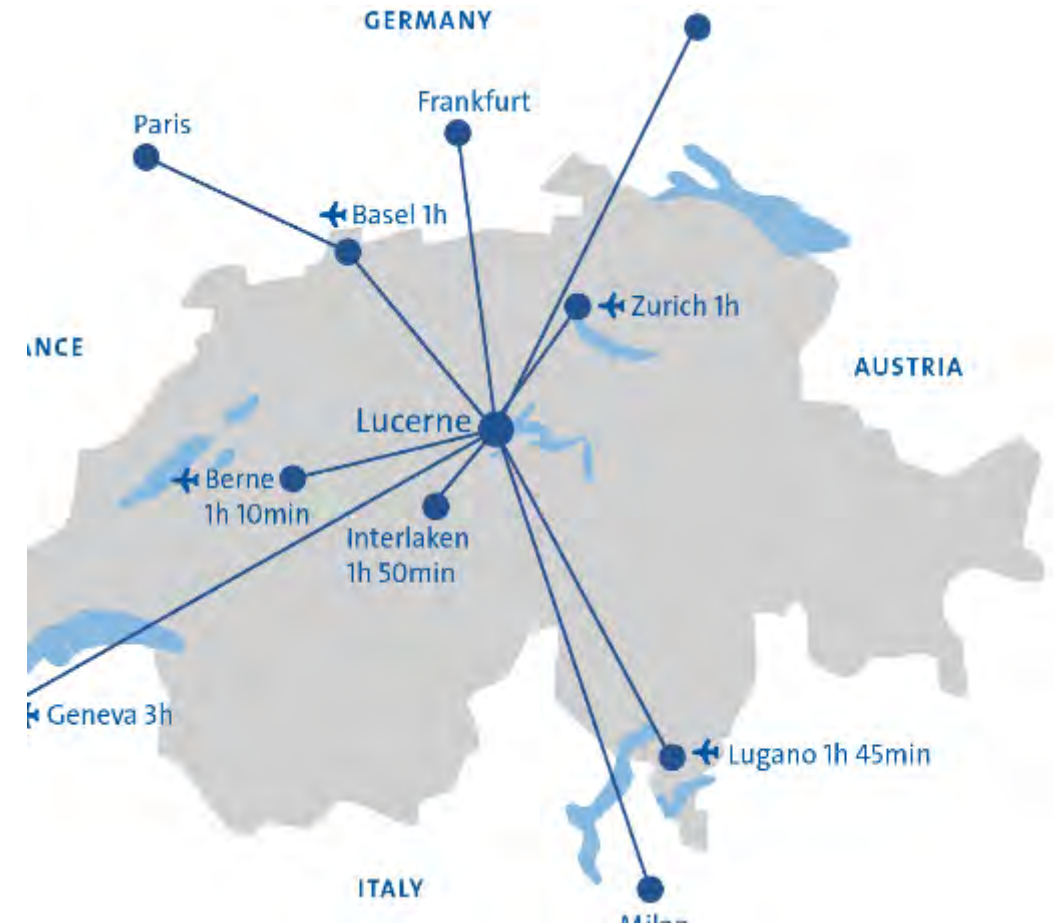 GERMANY
Frankfurt
Paris
Basel 1h
Zurich 1h
AUSTRIA
Lucerne
Berne
1h 10min
Interlaken
1h 50min
Geneva 3h
Lugano 1h 45min
ITALY